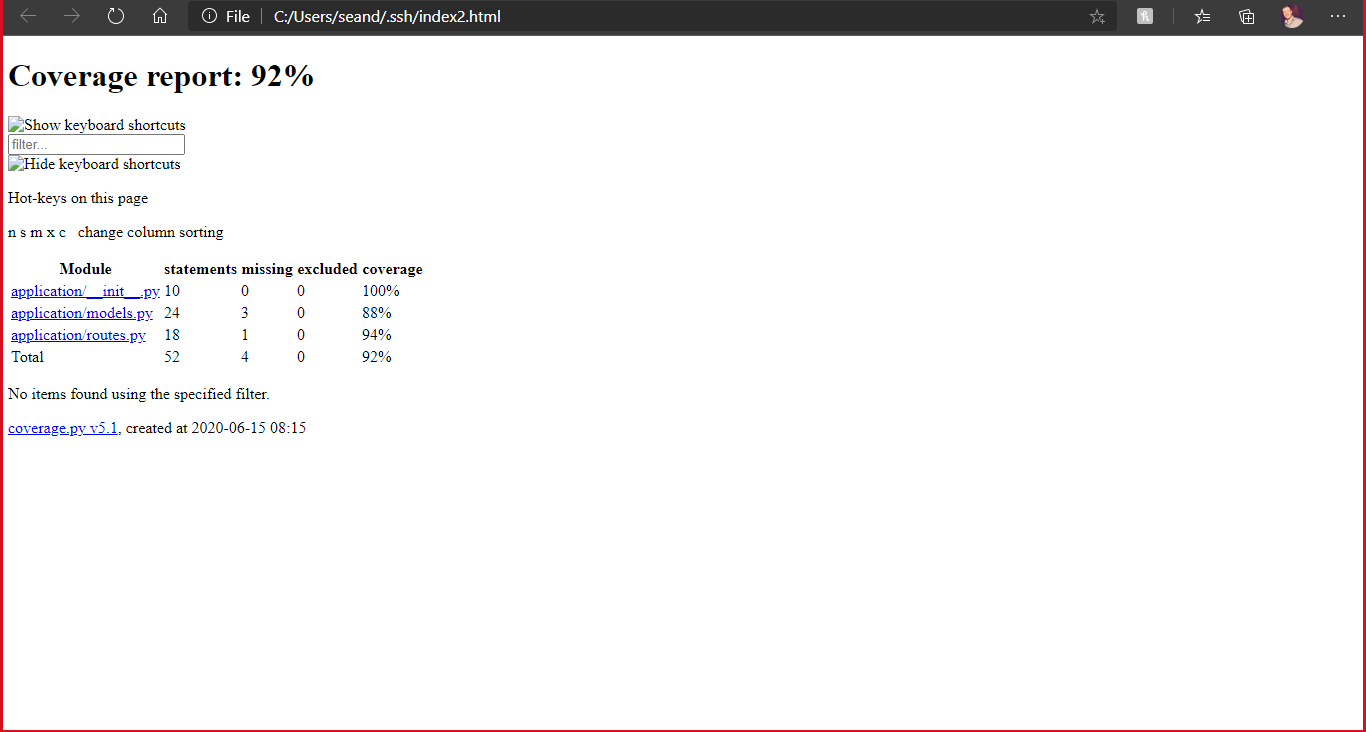 File C:/Users/seand/.ssh/index2.html
Coverage report: 92%
Show keyboard shortcuts
filter...
Hide keyboard shortcuts
Hot-keys on this page
n s m x c change column sorting
Module statements missing excluded coverage
application/__init__.py 10 0 0 100%
application/models.py 24 3 0 88%
application/routes.py 18 1 0 94%
Total 52 4 0 92%
No items found using the specified filter.
coverage.py v5.1, created at 2020-06-15 08:15